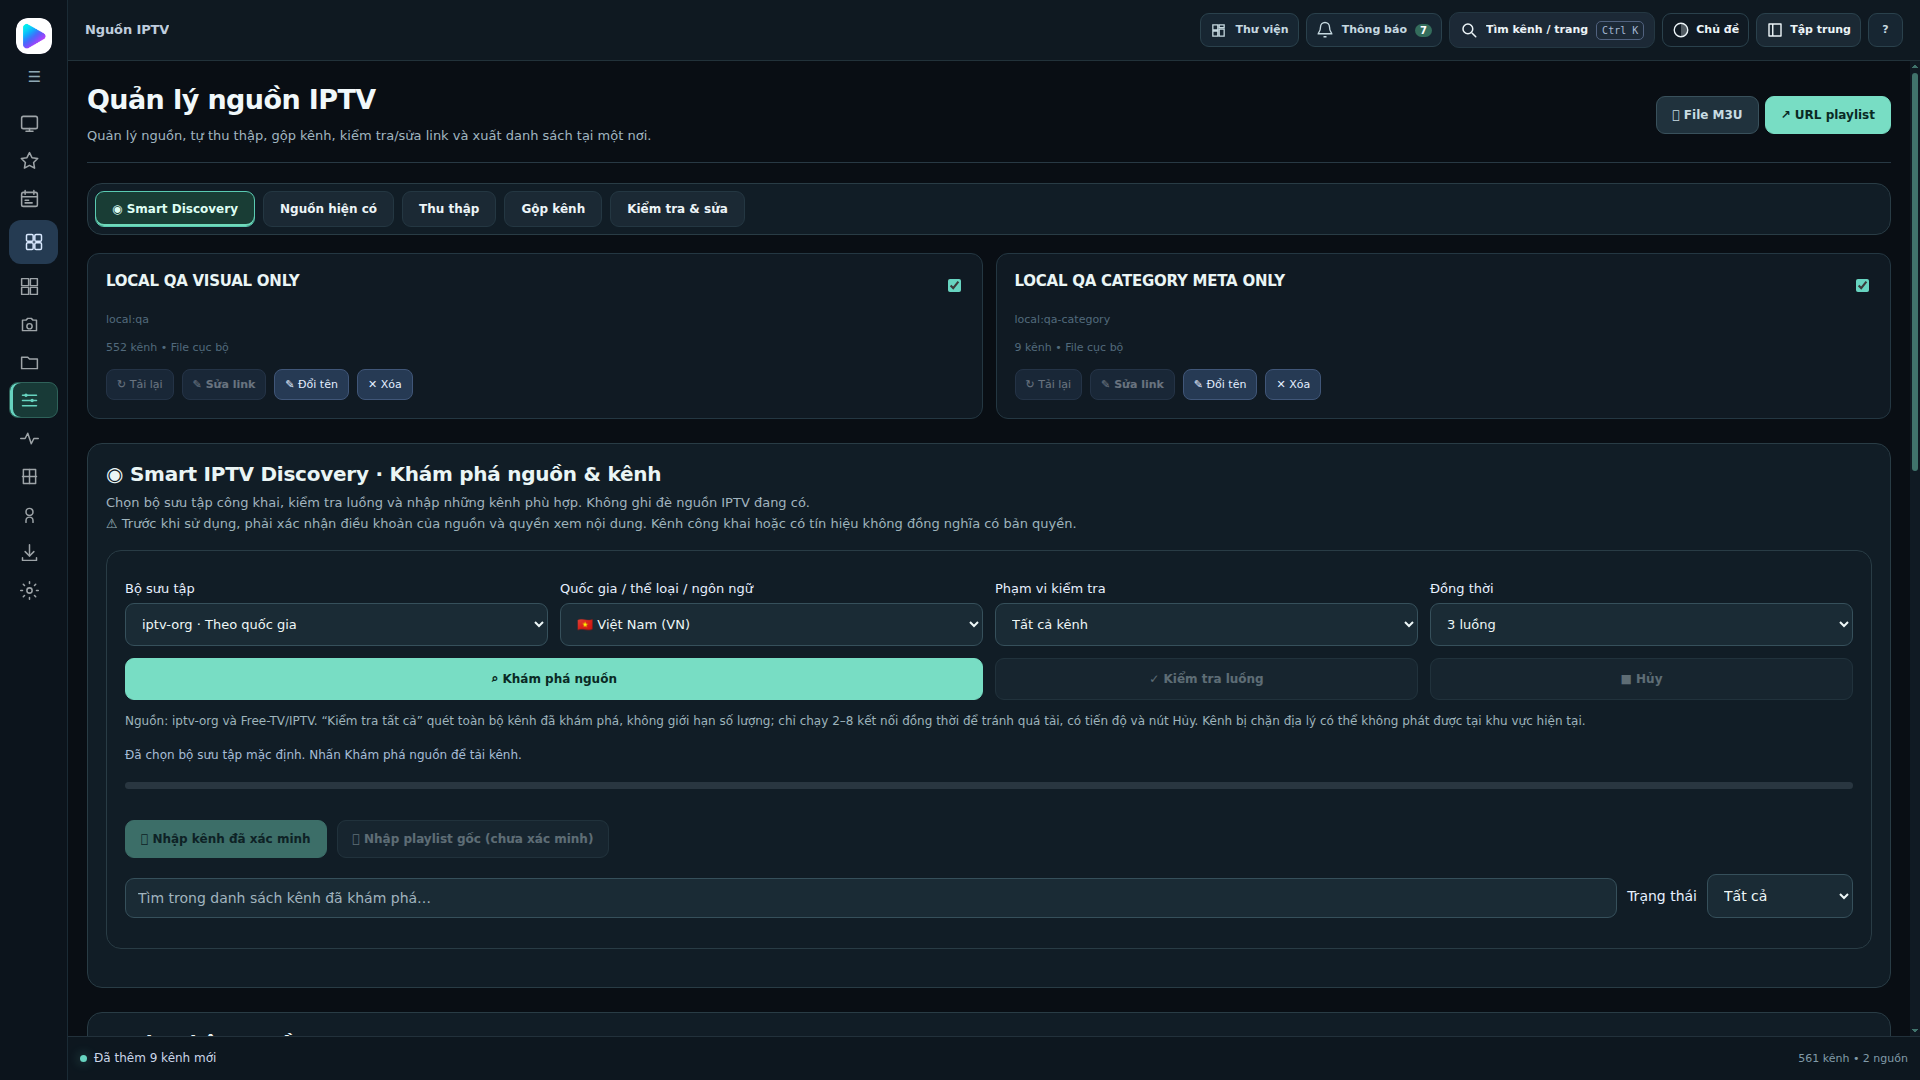 Nguồn IPTV
Thư viện
Thông báo 7
Tìm kênh / trang Ctrl K
Chủ đề
Tập trung
?
Quản lý nguồn IPTV
Quản lý nguồn, tự thu thập, gộp kênh, kiểm tra/sửa link và xuất danh sách tại một nơi.
File M3U
↗ URL playlist
◉ Smart Discovery
Nguồn hiện có
Thu thập
Gộp kênh
Kiểm tra & sửa
LOCAL QA VISUAL ONLY
local:qa
552 kênh • File cục bộ
↻ Tải lại
✎ Sửa link
✎ Đổi tên
✕ Xóa
LOCAL QA CATEGORY META ONLY
local:qa-category
9 kênh • File cục bộ
↻ Tải lại
✎ Sửa link
✎ Đổi tên
✕ Xóa
◉ Smart IPTV Discovery · Khám phá nguồn & kênh
Chọn bộ sưu tập công khai, kiểm tra luồng và nhập những kênh phù hợp. Không ghi đè nguồn IPTV đang có.
⚠ Trước khi sử dụng, phải xác nhận điều khoản của nguồn và quyền xem nội dung. Kênh công khai hoặc có tín hiệu không đồng nghĩa có bản quyền.
Bộ sưu tập
Quốc gia / thể loại / ngôn ngữ
Phạm vi kiểm tra
Đồng thời
iptv-org · Theo quốc gia
🇻🇳 Việt Nam (VN)
Tất cả kênh
3 luồng
⌕ Khám phá nguồn
✓ Kiểm tra luồng
■ Hủy
Nguồn: iptv-org và Free-TV/IPTV. “Kiểm tra tất cả” quét toàn bộ kênh đã khám phá, không giới hạn số lượng; chỉ chạy 2–8 kết nối đồng thời để tránh quá tải, có tiến độ và nút Hủy. Kênh bị chặn địa lý có thể không phát được tại khu vực hiện tại.
Đã chọn bộ sưu tập mặc định. Nhấn Khám phá nguồn để tải kênh.
Nhập kênh đã xác minh
Nhập playlist gốc (chưa xác minh)
Tìm trong danh sách kênh đã khám phá…
Trạng thái
Tất cả
Đã thêm 9 kênh mới
561 kênh • 2 nguồn